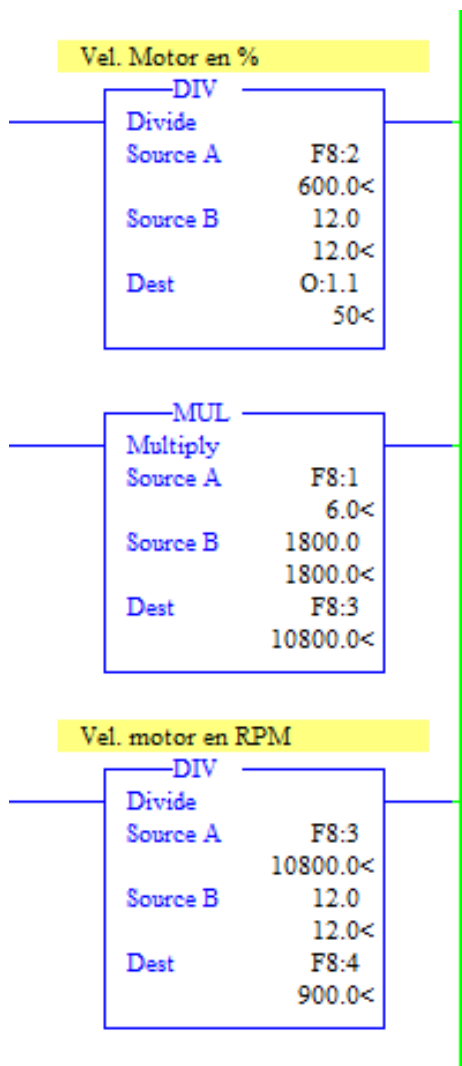 Vel. Motor en %
DIV
Divide
Source A F8:2
600.0<
Source B 12.0
12.0<
Dest O:1.1
50<
MUL
Multiply
Source A F8:1
6.0<
Source B 1800.0
1800.0<
Dest F8:3
10800.0<
Vel. motor en RPM
DIV
Divide
Source A F8:3
10800.0<
Source B 12.0
12.0<
Dest F8:4
900.0<